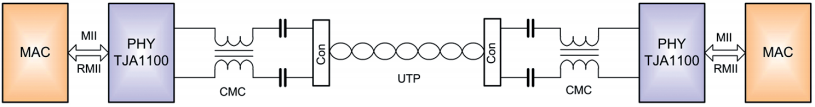 MAC
MII
RMII
PHY
TJA1100
CMC
Con
UTP
Con
CMC
PHY
TJA1100
MII
RMII
MAC